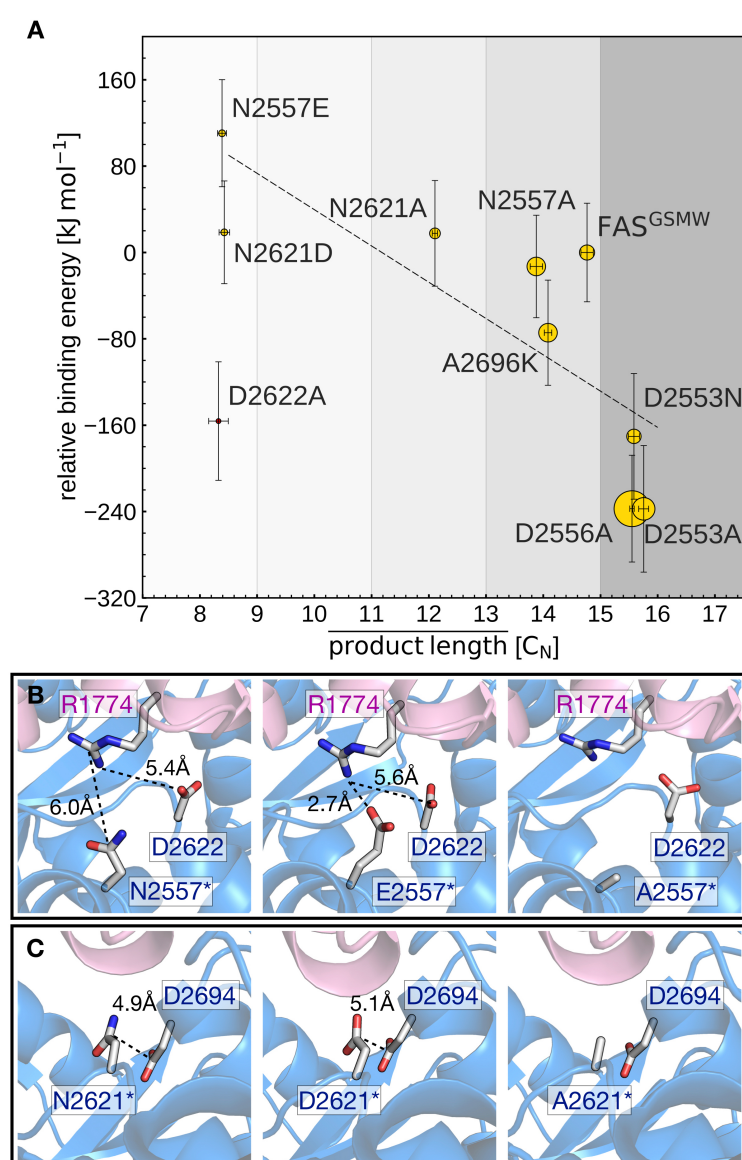 A
relative binding energy [kJ mol⁻¹]
160
80
0
−80
−160
−240
−320
N2557E
N2621D
D2622A
N2621A
N2557A
FASᴳˢᴹᵂ
A2696K
D2553N
D2556A
D2553A
7 8 9 10 11 12 13 14 15 16 17
product length [C_N]
B
R1774
5.4Å
6.0Å
D2622
N2557*
R1774
5.6Å
2.7Å
D2622
E2557*
R1774
D2622
A2557*
C
4.9Å
D2694
N2621*
5.1Å
D2694
D2621*
D2694
A2621*